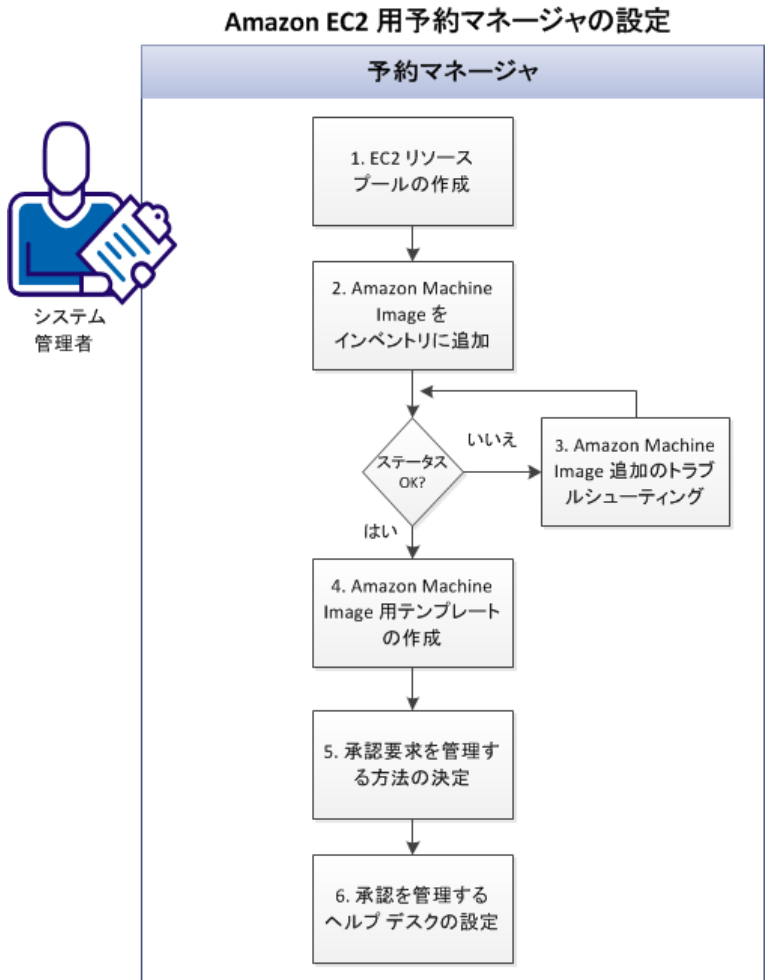 Amazon EC2 用予約マネージャの設定
予約マネージャ
システム
管理者
1. EC2 リソース
プールの作成
2. Amazon Machine
Image を
インベントリに追加
ステータス
OK?
いいえ
3. Amazon Machine
Image 追加のトラブ
ルシューティング
はい
4. Amazon Machine
Image 用テンプレート
の作成
5. 承認要求を管理す
る方法の決定
6. 承認を管理する
ヘルプ デスクの設定